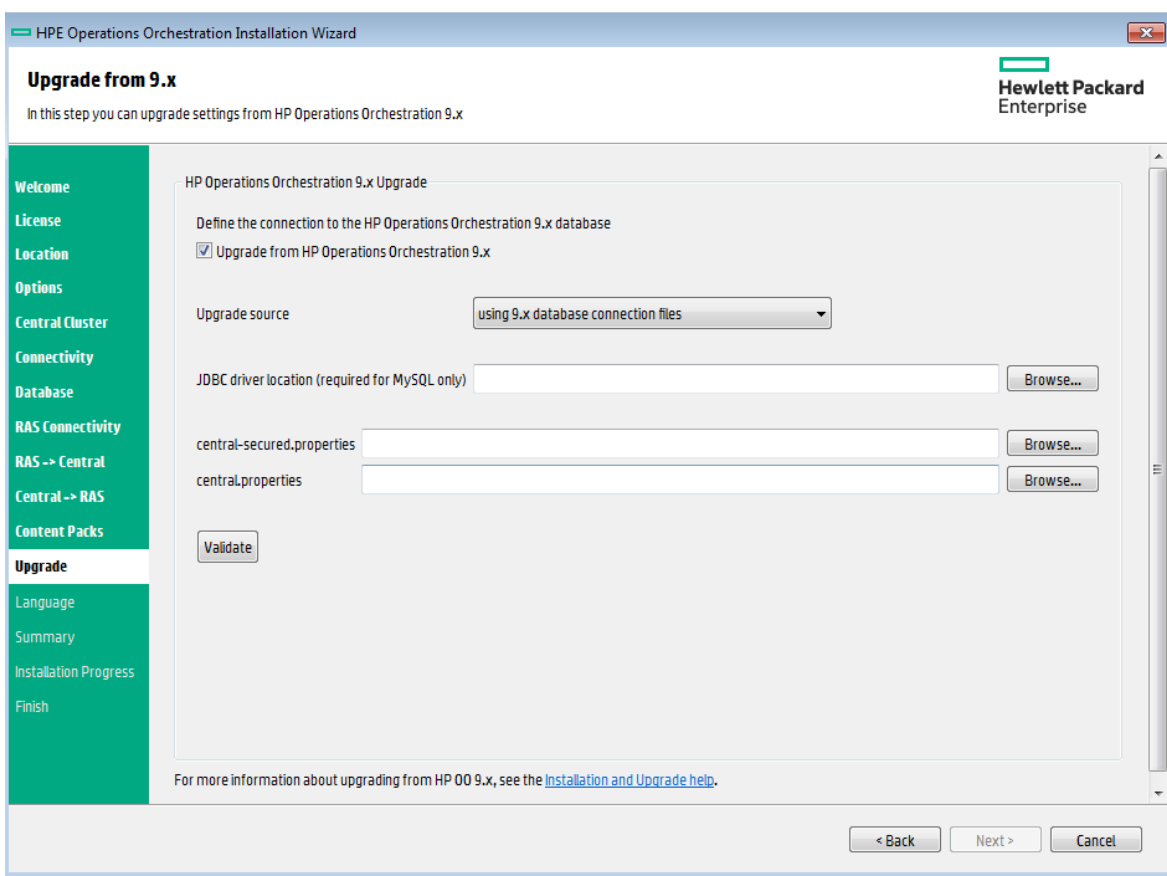 HPE Operations Orchestration Installation Wizard
Upgrade from 9.x
In this step you can upgrade settings from HP Operations Orchestration 9.x
Hewlett Packard
Enterprise
Welcome
License
Location
Options
Central Cluster
Connectivity
Database
RAS Connectivity
RAS -> Central
Central -> RAS
Content Packs
Upgrade
Language
Summary
Installation Progress
Finish
HP Operations Orchestration 9.x Upgrade
Define the connection to the HP Operations Orchestration 9.x database
Upgrade from HP Operations Orchestration 9.x
Upgrade source using 9.x database connection files
JDBC driver location (required for MySQL only) Browse...
central-secured.properties Browse...
central.properties Browse...
Validate
For more information about upgrading from HP OO 9.x, see the Installation and Upgrade help.
< Back Next > Cancel